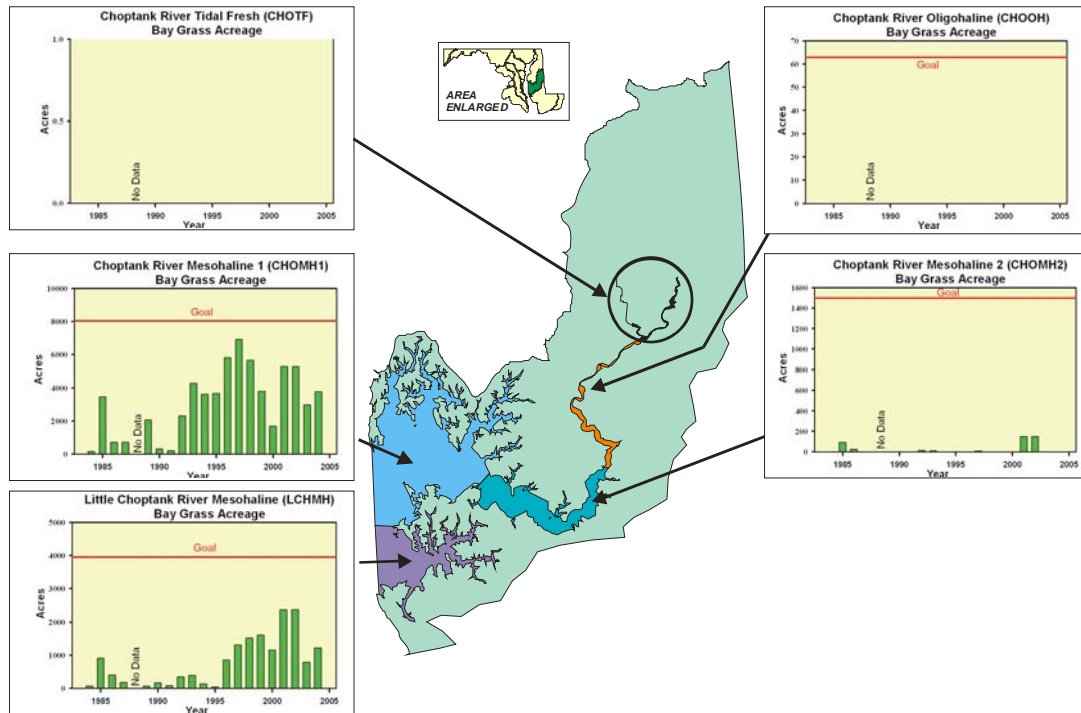 Choptank River Tidal Fresh (CHOTF)
Bay Grass Acreage
1.0
0.5
0.0
Acres
No Data
1985 1990 1995 2000 2005
Year
AREA
ENLARGED
Choptank River Oligohaline (CHOOH)
Bay Grass Acreage
70
60
50
40
30
20
10
0
Acres
Goal
No Data
1985 1990 1995 2000 2005
Year
Choptank River Mesohaline 1 (CHOMH1)
Bay Grass Acreage
10000
8000
6000
4000
2000
0
Acres
Goal
No Data
1985 1990 1995 2000 2005
Year
Choptank River Mesohaline 2 (CHOMH2)
Bay Grass Acreage
1600
1400
1200
1000
800
600
400
200
0
Acres
Goal
No Data
1985 1990 1995 2000 2005
Year
Little Choptank River Mesohaline (LCHMH)
Bay Grass Acreage
5000
4000
3000
2000
1000
0
Acres
Goal
No Data
1985 1990 1995 2000 2005
Year